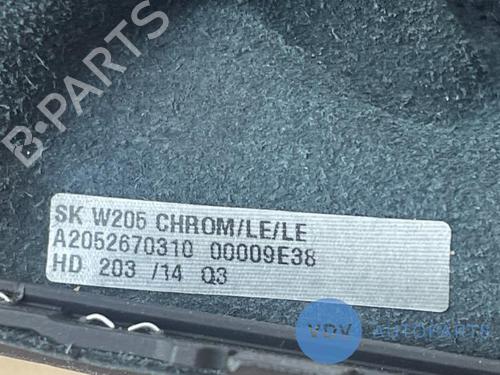 B-PARTS
SK W205 CHROM/LE/LE
A2052670310 00009E38
HD 203 /14 Q3
VDV AUTOPARTS